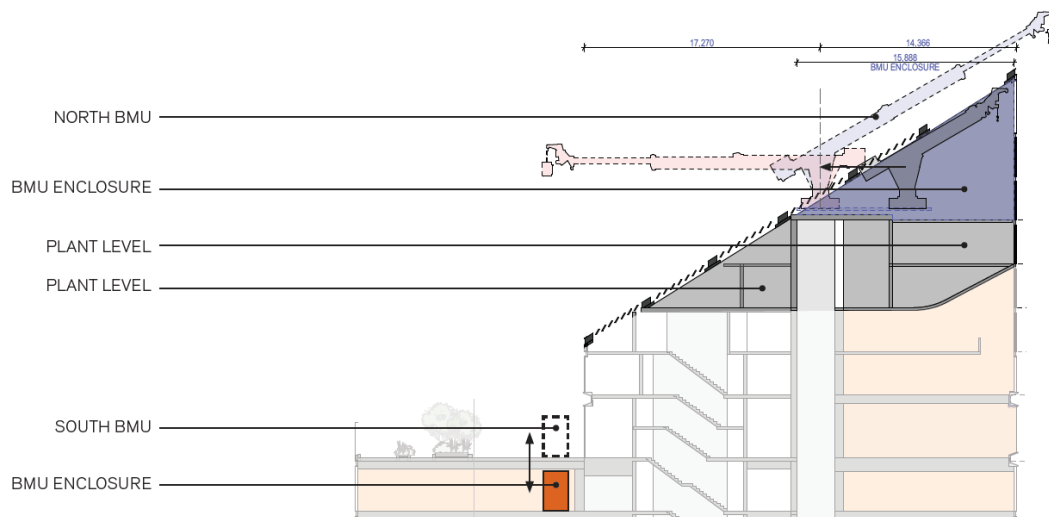 17,270
14,366
15,888
BMU ENCLOSURE
NORTH BMU
BMU ENCLOSURE
PLANT LEVEL
PLANT LEVEL
SOUTH BMU
BMU ENCLOSURE